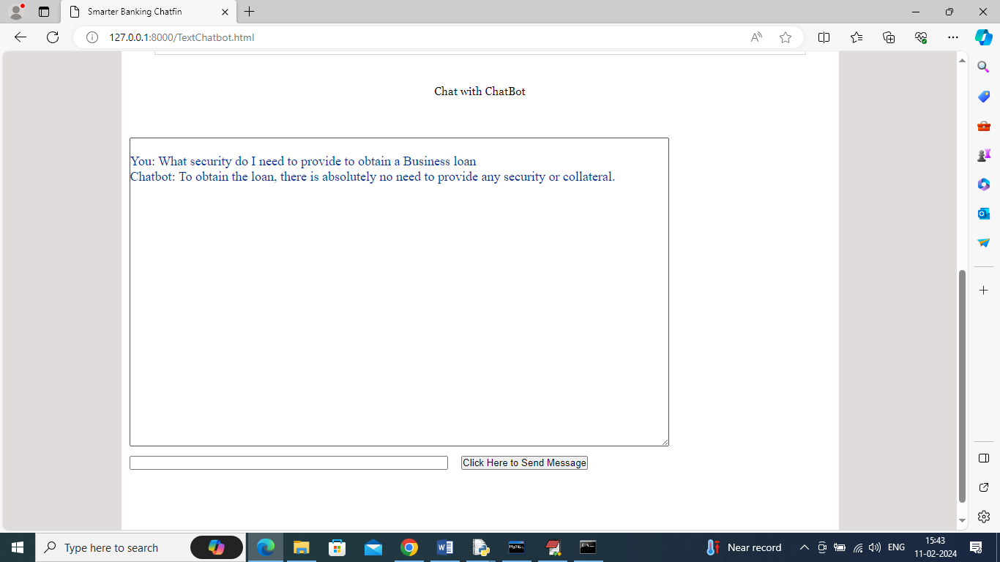 Smarter Banking Chatfin
127.0.0.1:8000/TextChatbot.html
Chat with ChatBot
You: What security do I need to provide to obtain a Business loan
Chatbot: To obtain the loan, there is absolutely no need to provide any security or collateral.
Click Here to Send Message
Type here to search
Near record
ENG
15:43
11-02-2024